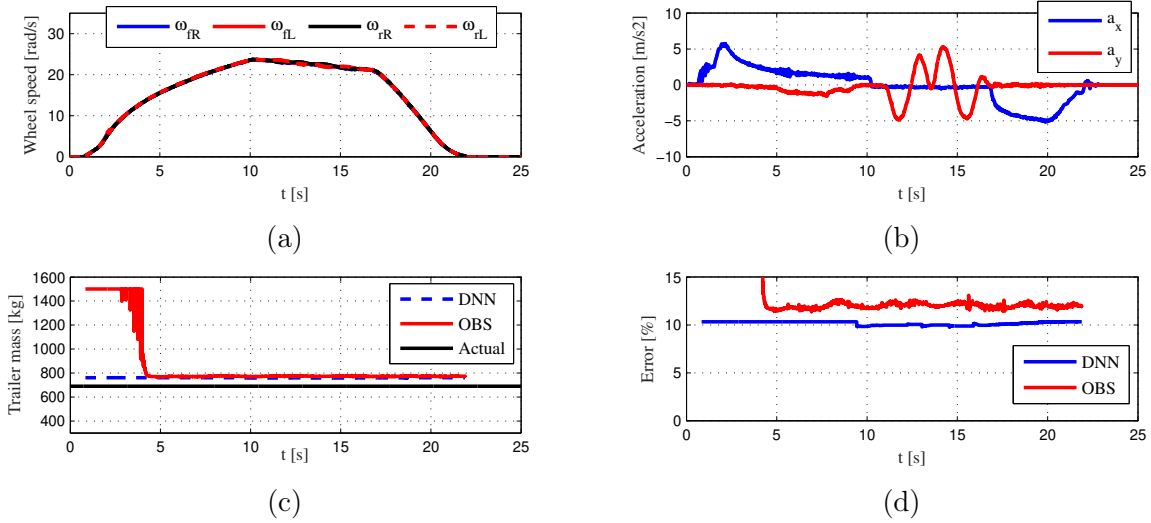 Wheel speed [rad/s]
30
20
10
0
ω_fR ω_fL ω_rR ω_rL
0 5 10 15 20 25
t [s]
(a)
Acceleration [m/s2]
10
5
0
−5
−10
a_x
a_y
0 5 10 15 20 25
t [s]
(b)
Trailer mass [kg]
1600
1400
1200
1000
800
600
400
DNN
OBS
Actual
0 5 10 15 20 25
t [s]
(c)
Error [%]
15
10
5
0
DNN
OBS
0 5 10 15 20 25
t [s]
(d)